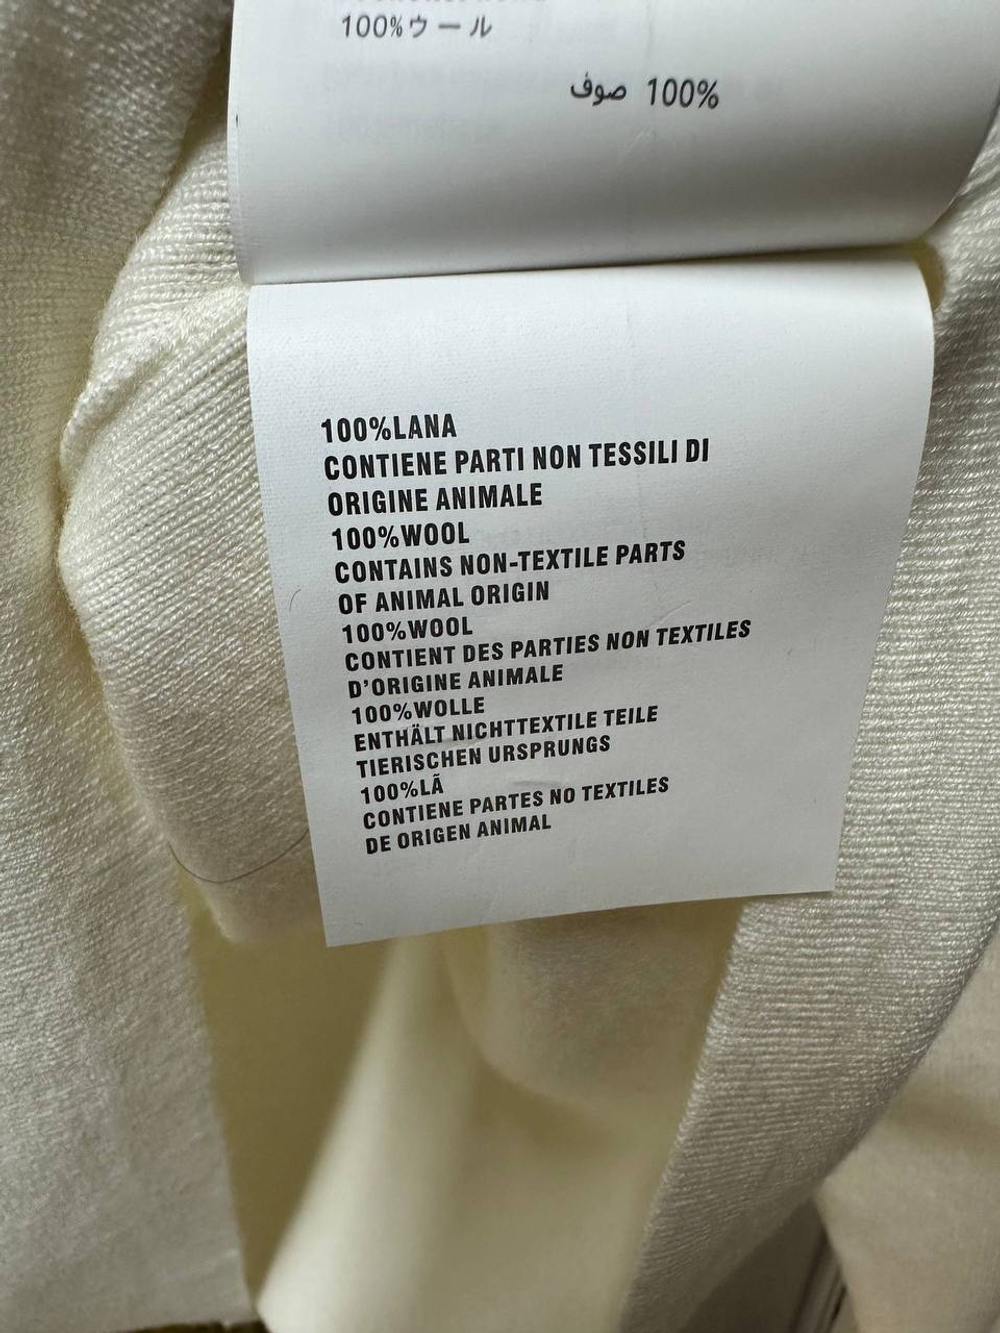 100%ウール
100% صوف
100%LANA
CONTIENE PARTI NON TESSILI DI
ORIGINE ANIMALE
100%WOOL
CONTAINS NON-TEXTILE PARTS
OF ANIMAL ORIGIN
100%WOOL
CONTIENT DES PARTIES NON TEXTILES
D'ORIGINE ANIMALE
100%WOLLE
ENTHÄLT NICHTTEXTILE TEILE
TIERISCHEN URSPRUNGS
100%LÃ
CONTIENE PARTES NO TEXTILES
DE ORIGEN ANIMAL